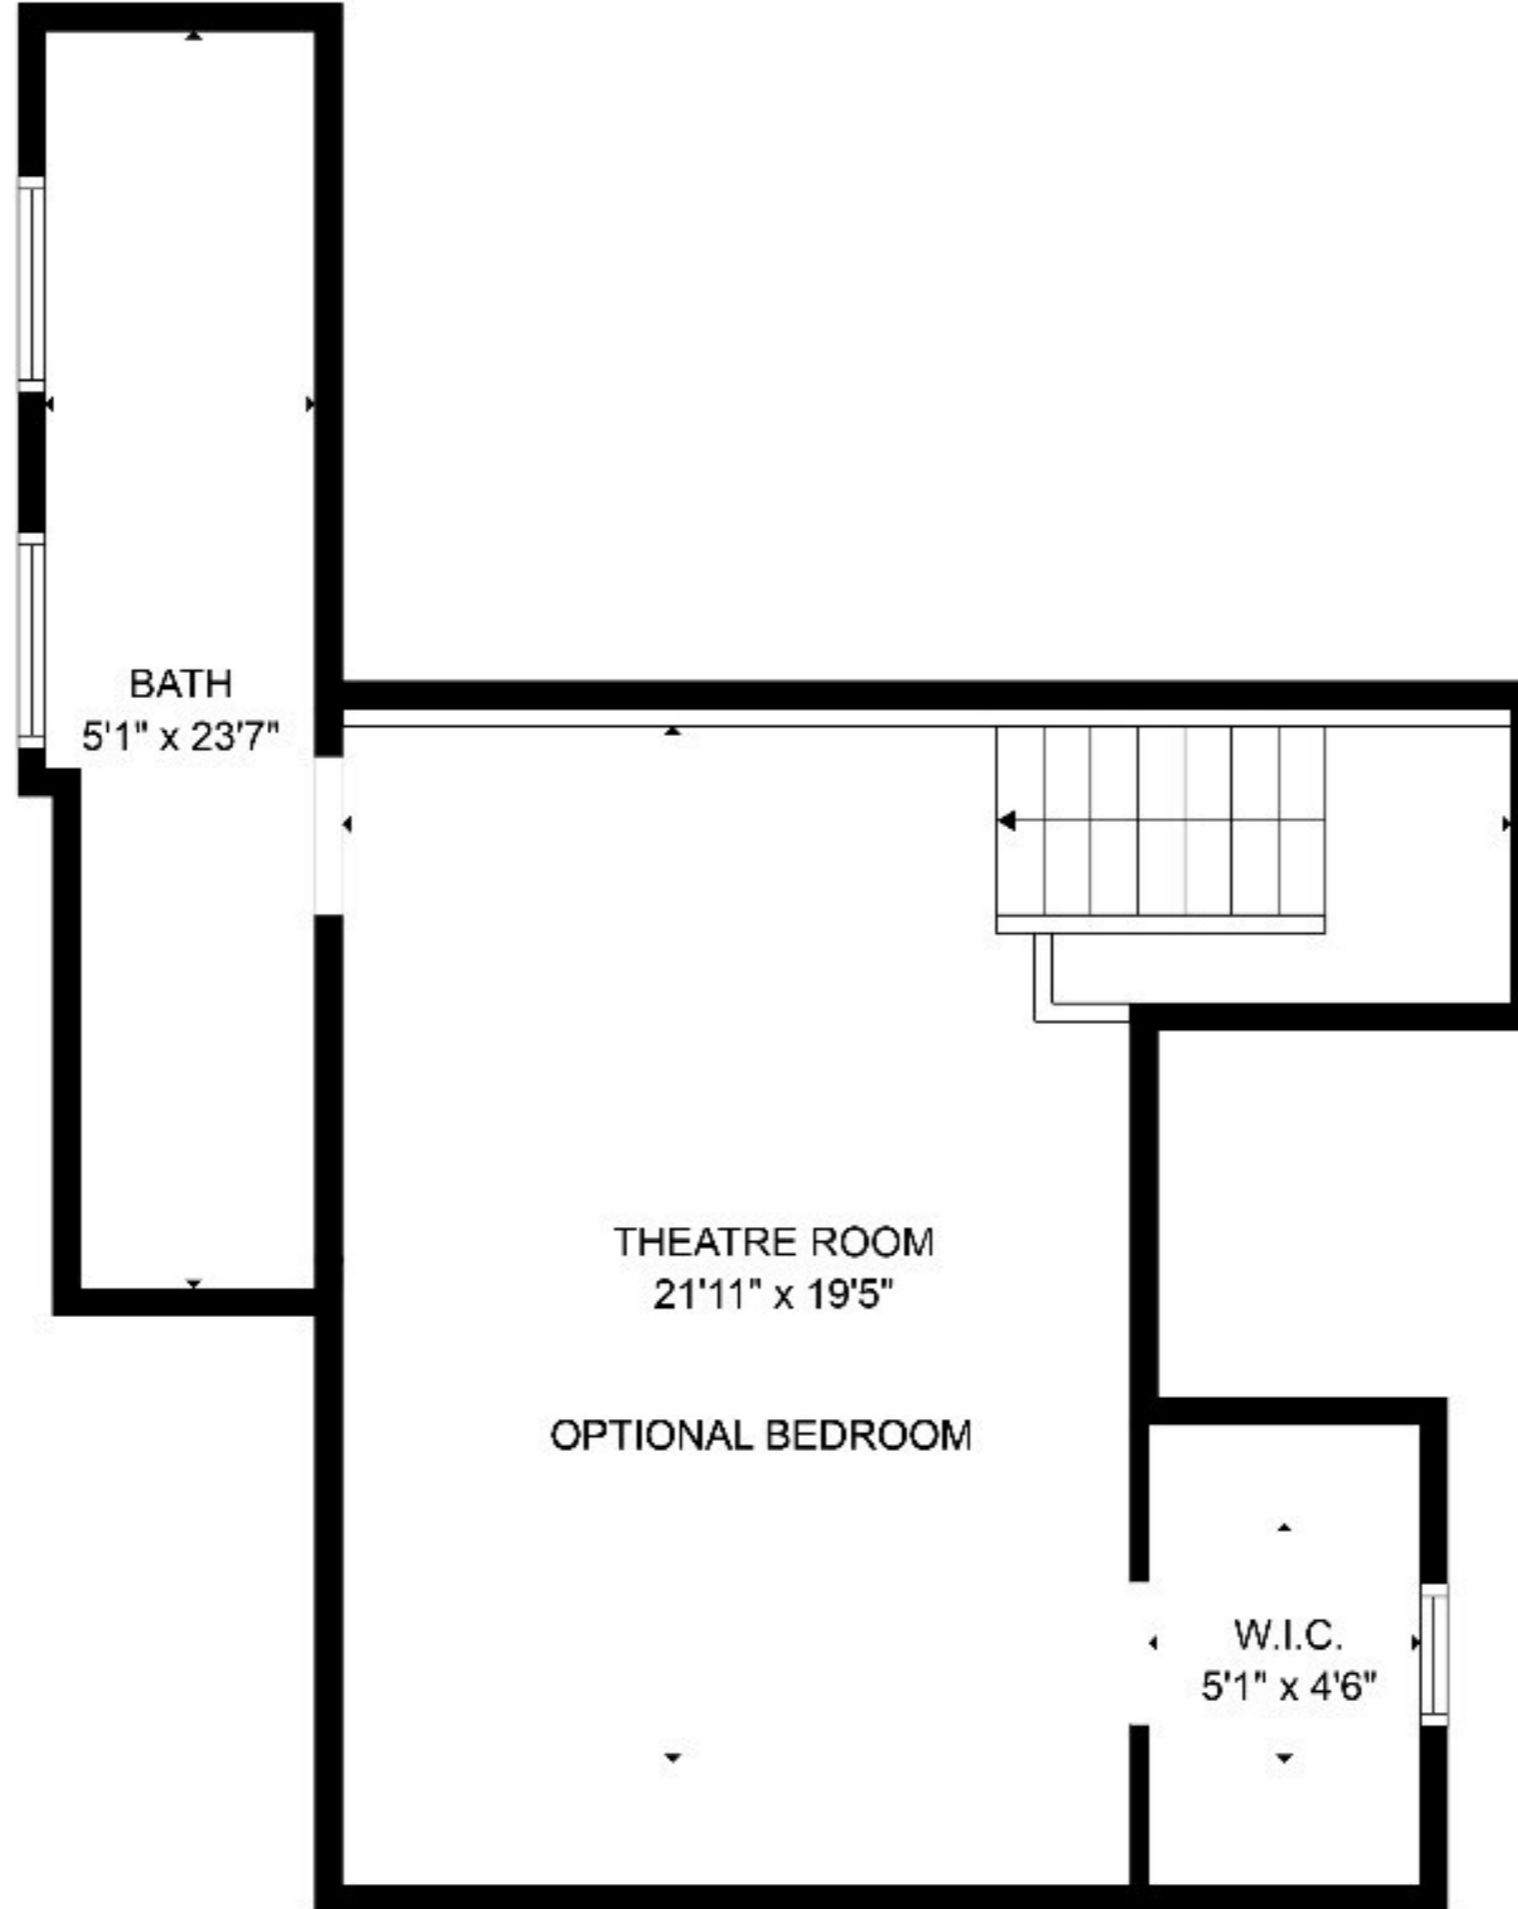 BATH
5'1" x 23'7"
THEATRE ROOM
21'11" x 19'5"
OPTIONAL BEDROOM
W.I.C.
5'1" x 4'6"